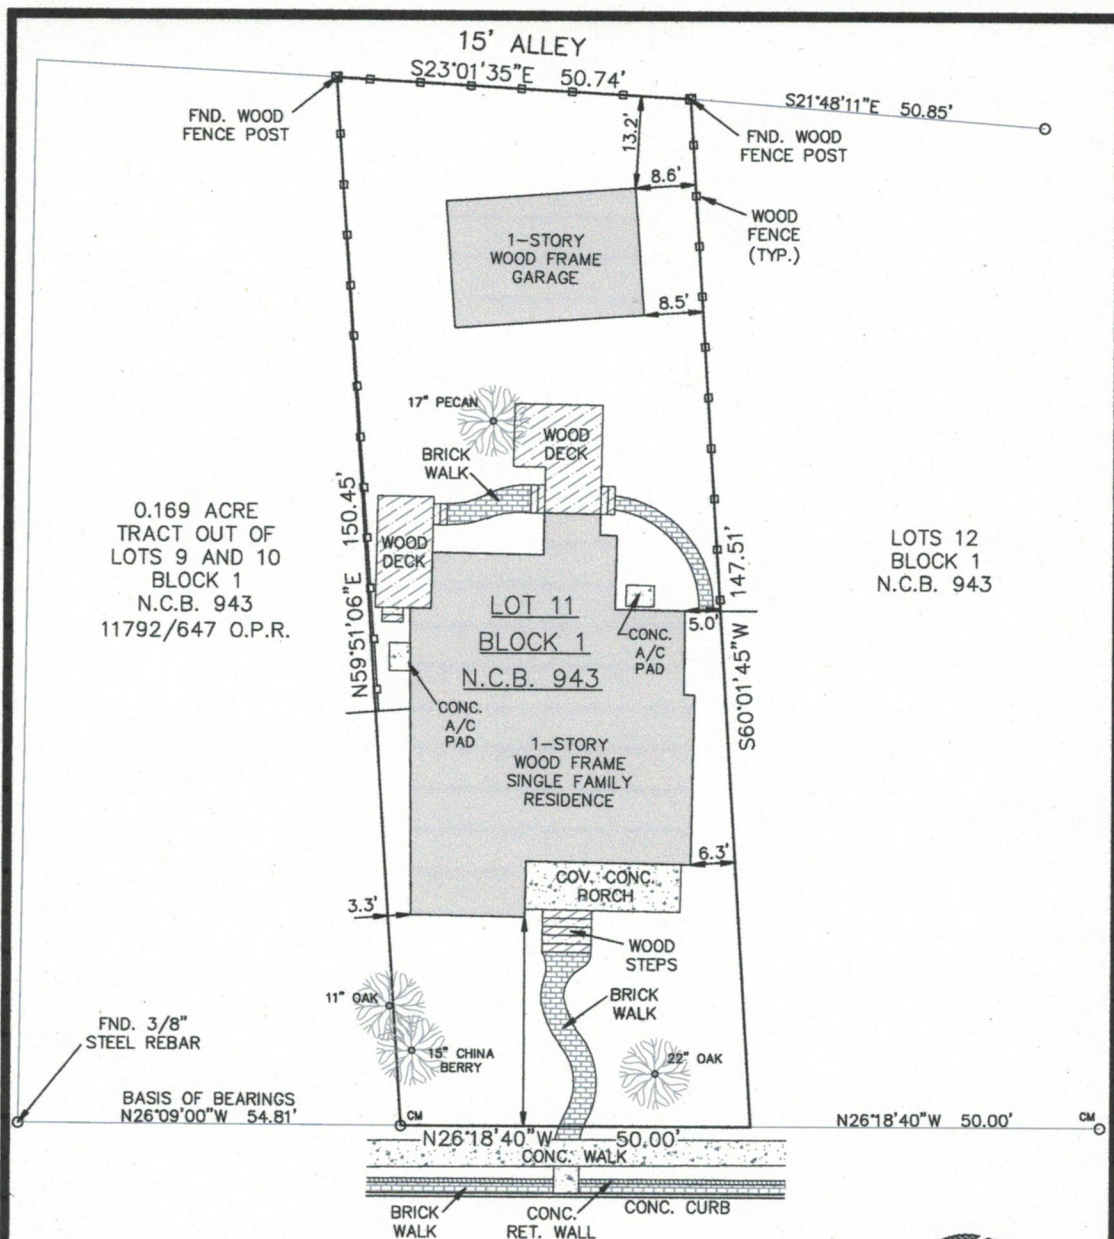 15' ALLEY
S23°01'35"E 50.74'
S21°48'11"E 50.85'
FND. WOOD
FENCE POST
FND. WOOD
FENCE POST
13.2'
8.6'
WOOD
FENCE
(TYP.)
1-STORY
WOOD FRAME
GARAGE
8.5'
17" PECAN
WOOD
DECK
BRICK
WALK
WOOD
DECK
0.169 ACRE
TRACT OUT OF
LOTS 9 AND 10
BLOCK 1
N.C.B. 943
11792/647 O.P.R.
N59°51'06"E 150.45'
LOTS 12
BLOCK 1
N.C.B. 943
S60°01'45"W 147.51'
LOT 11
BLOCK 1
N.C.B. 943
5.0'
CONC.
A/C
PAD
CONC.
A/C
PAD
1-STORY
WOOD FRAME
SINGLE FAMILY
RESIDENCE
6.3'
COV. CONC.
PORCH
3.3'
WOOD
STEPS
BRICK
WALK
11" OAK
15" CHINA
BERRY
22" OAK
FND. 3/8"
STEEL REBAR
BASIS OF BEARINGS
N26°09'00"W 54.81'
CM
N26°18'40"W 50.00'
N26°18'40"W 50.00'
CM
CONC. WALK
BRICK
WALK
CONC.
RET. WALL
CONC. CURB